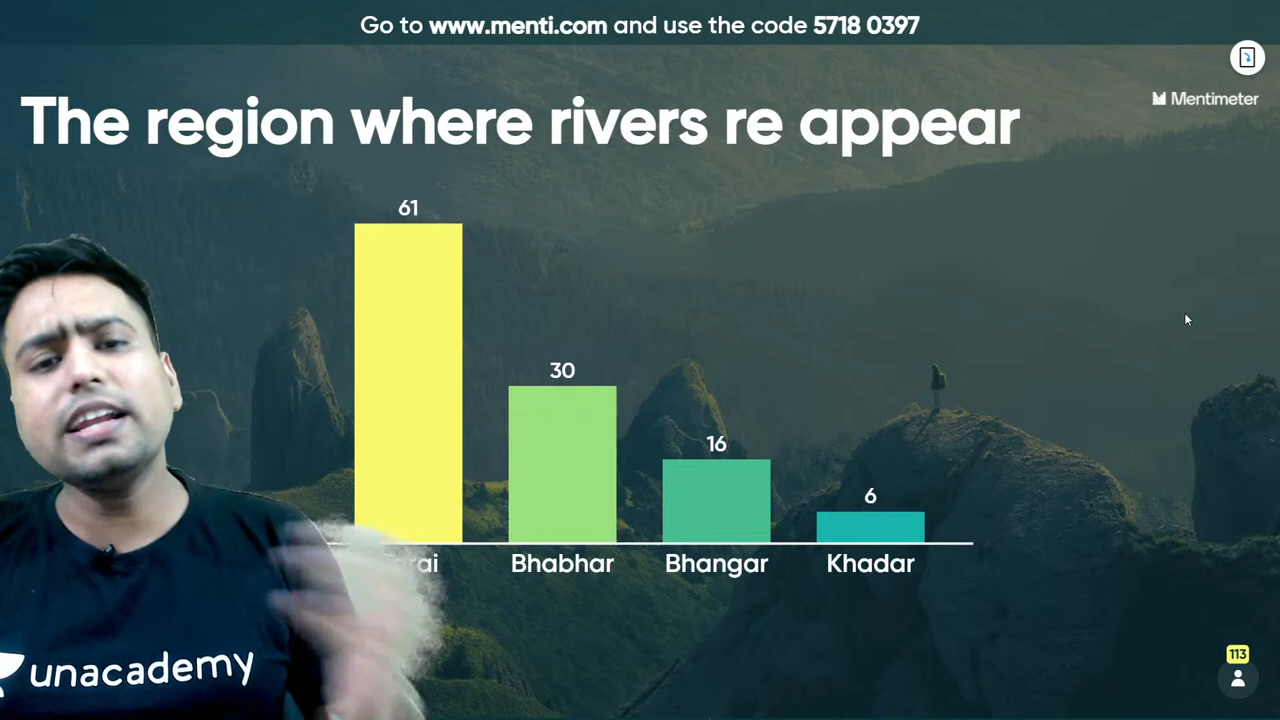 Go to www.menti.com and use the code 5718 0397
Mentimeter
The region where rivers re appear
61
30
16
6
Bhabhar
Bhangar
Khadar
unacademy
113